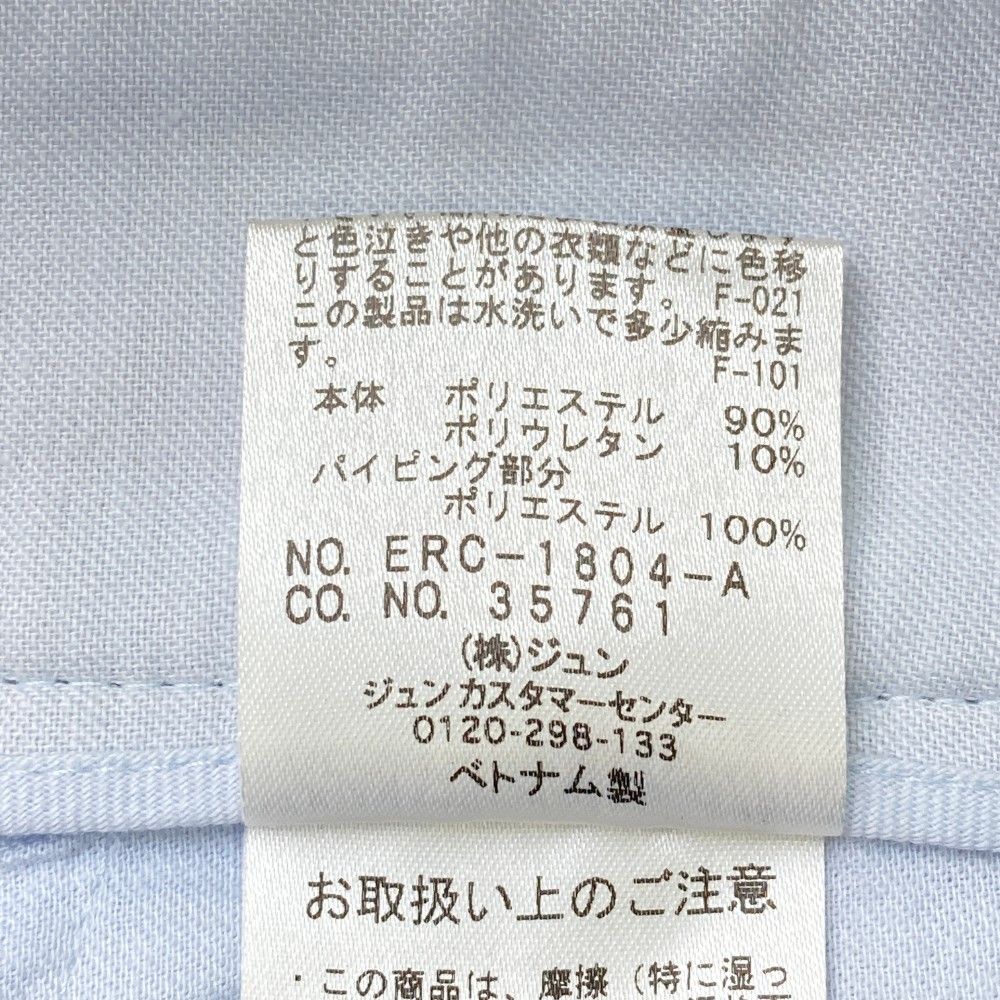 と色泣きや他の衣類などに色移
りすることがあります。 F-021
この製品は水洗いで多少縮みま
す。 F-101
本体 ポリエステル 90%
ポリウレタン 10%
パイピング部分
ポリエステル 100%
NO. ERC-1804-A
CO. NO. 35761
(株)ジュン
ジュンカスタマーセンター
0120-298-133
ベトナム製
お取扱い上のご注意
・この商品は、摩擦(特に湿っ